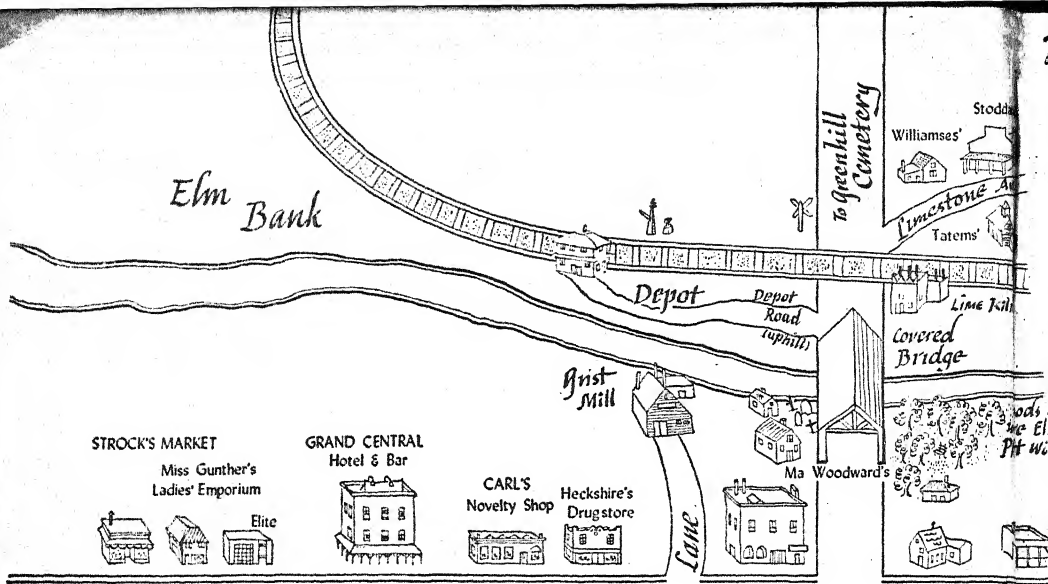 Elm
Bank
To Greenhill
Cemetery
Williamses'
Limestone
Tatems'
Depot
Depot
Road
(uphill)
Lime Kiln
Covered
Bridge
Grist
Mill
Ma Woodward's
STROCK'S MARKET
Miss Gunther's
Ladies' Emporium
Elite
GRAND CENTRAL
Hotel & Bar
CARL'S
Novelty Shop
Heckshire's
Drugstore
Lane